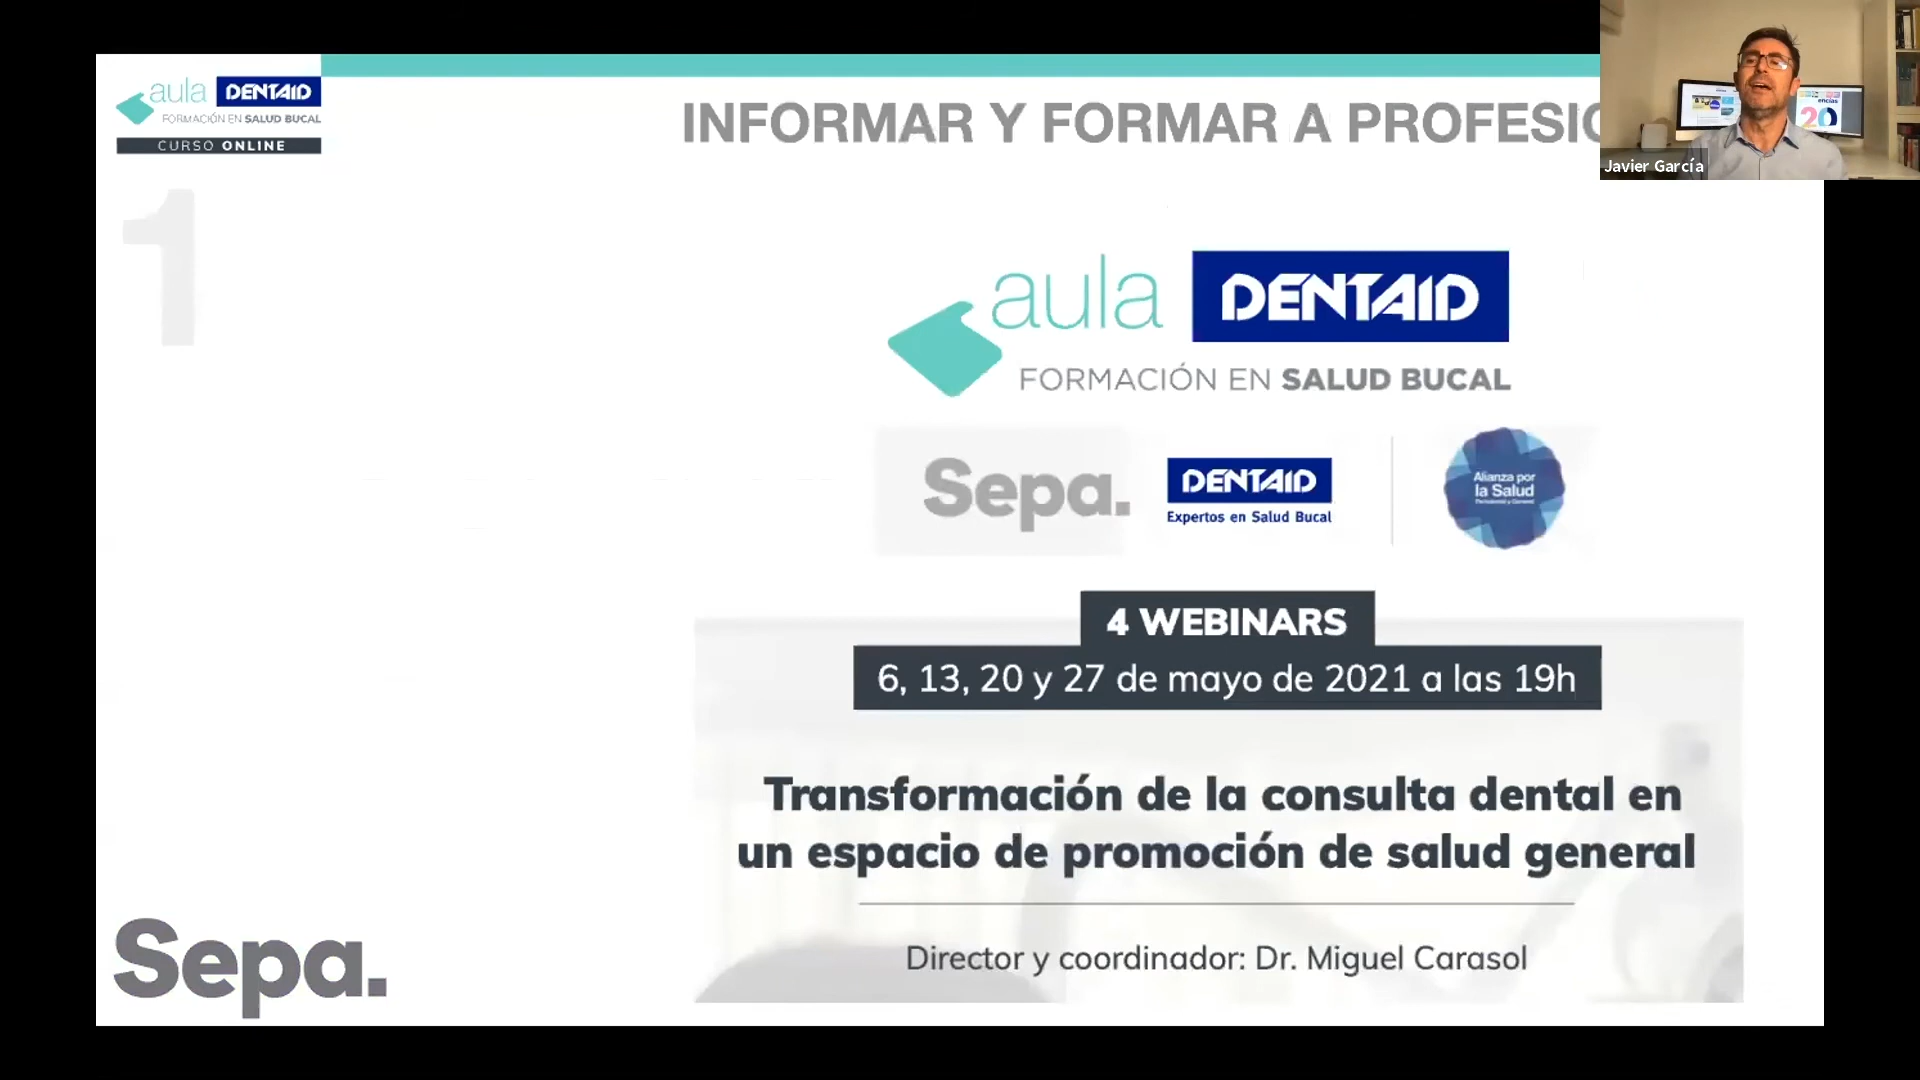 aula DENTAID
FORMACIÓN EN SALUD BUCAL
CURSO ONLINE
INFORMAR Y FORMAR A
Javier García
1
aula DENTAID
FORMACIÓN EN SALUD BUCAL
Sepa.
DENTAID
Expertos en Salud Bucal
Alianza por
la Salud
4 WEBINARS
6, 13, 20 y 27 de mayo de 2021 a las 19h
Transformación de la consulta dental en
un espacio de promoción de salud general
Director y coordinador: Dr. Miguel Carasol
Sepa.
20